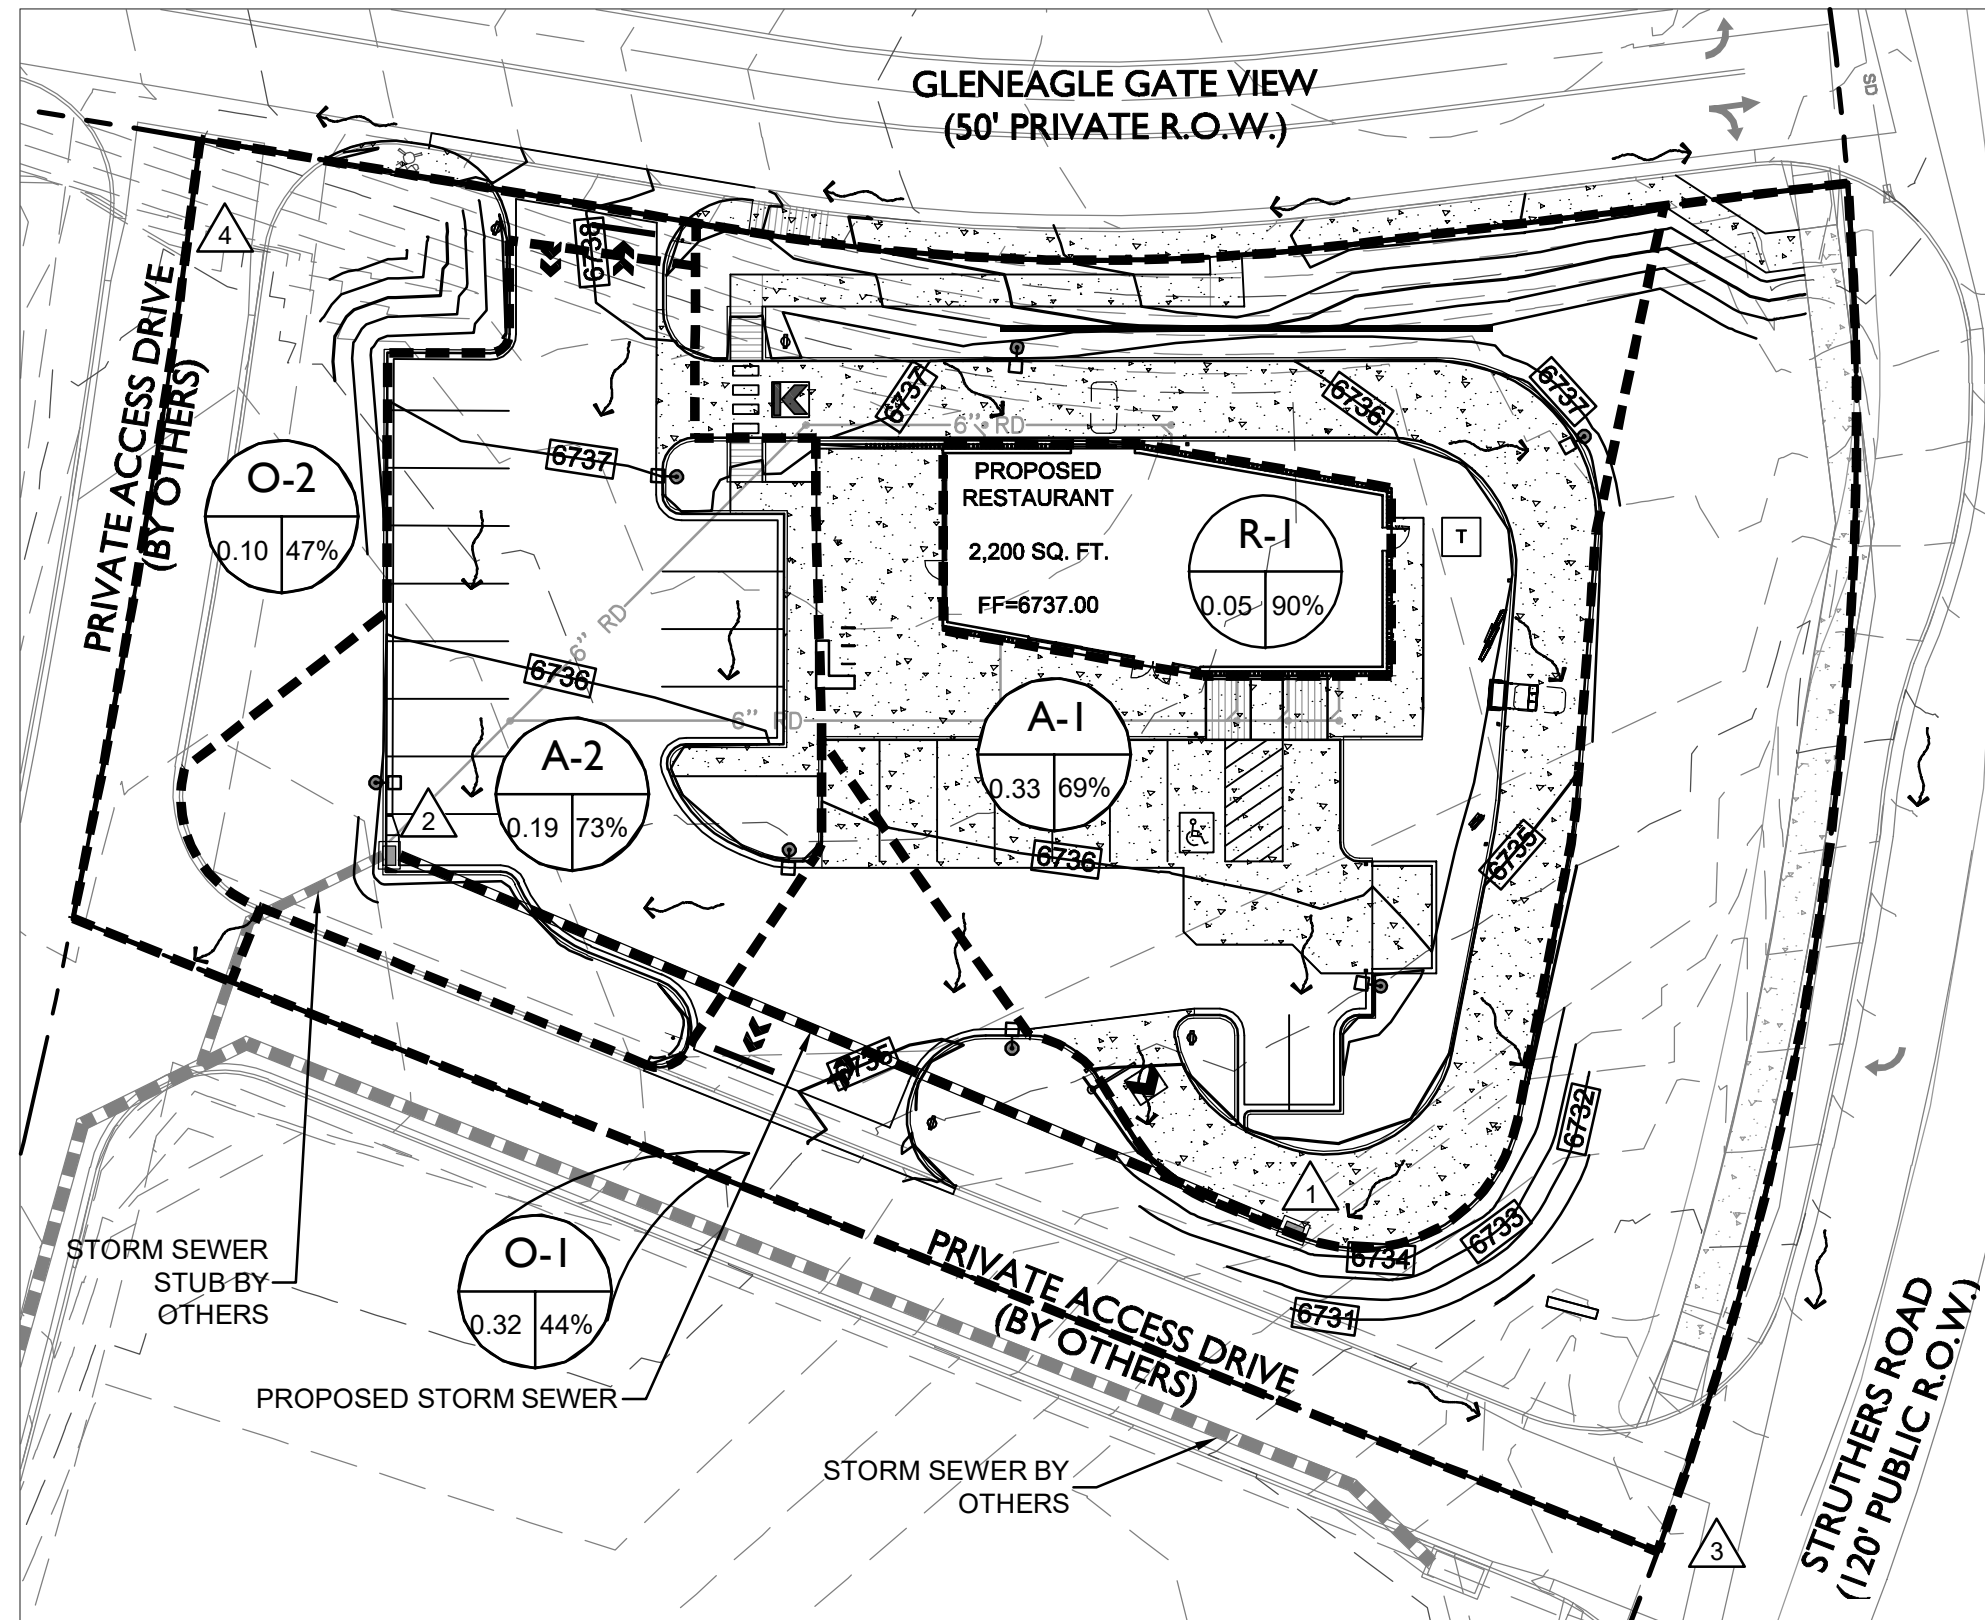 GLENEAGLE GATE VIEW
(50' PRIVATE R.O.W.)
SD
4
PRIVATE ACCESS DRIVE
(BY OTHERS)
6738
6737
6736
6737
6" RD
6737
O-2
0.10 47%
PROPOSED
RESTAURANT
2,200 SQ. FT.
FF=6737.00
R-1
0.05 90%
T
6" RD
6736
6" RD
A-2
0.19 73%
2
A-1
0.33 69%
6736
6735
6735
6732
1
6733
6734
6731
STORM SEWER
STUB BY
OTHERS
O-1
0.32 44%
PROPOSED STORM SEWER
PRIVATE ACCESS DRIVE
(BY OTHERS)
STORM SEWER BY
OTHERS
3
STRUTHERS ROAD
(120' PUBLIC R.O.W.)